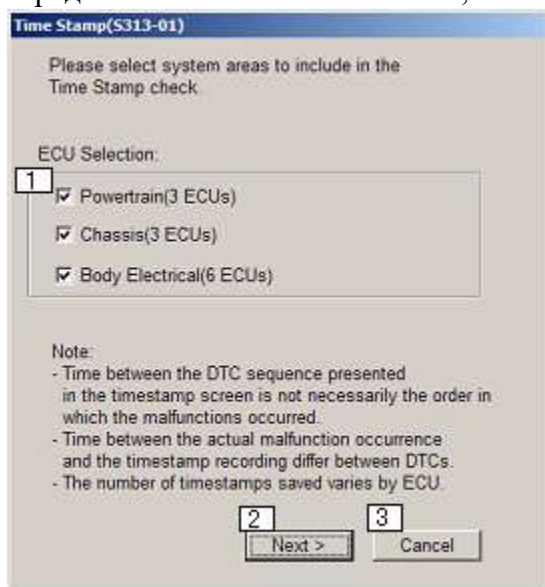 Time Stamp(S313-01)
Please select system areas to include in the
Time Stamp check.
ECU Selection:
1
Powertrain(3 ECUs)
Chassis(3 ECUs)
Body Electrical(6 ECUs)
Note:
- Time between the DTC sequence presented
in the timestamp screen is not necessarily the order in
which the malfunctions occurred.
- Time between the actual malfunction occurrence
and the timestamp recording differ between DTCs.
- The number of timestamps saved varies by ECU.
2 3
Next > Cancel